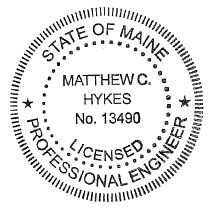 STATE OF MAINE
MATTHEW C.
HYKES
No. 13490
LICENSED
PROFESSIONAL ENGINEER